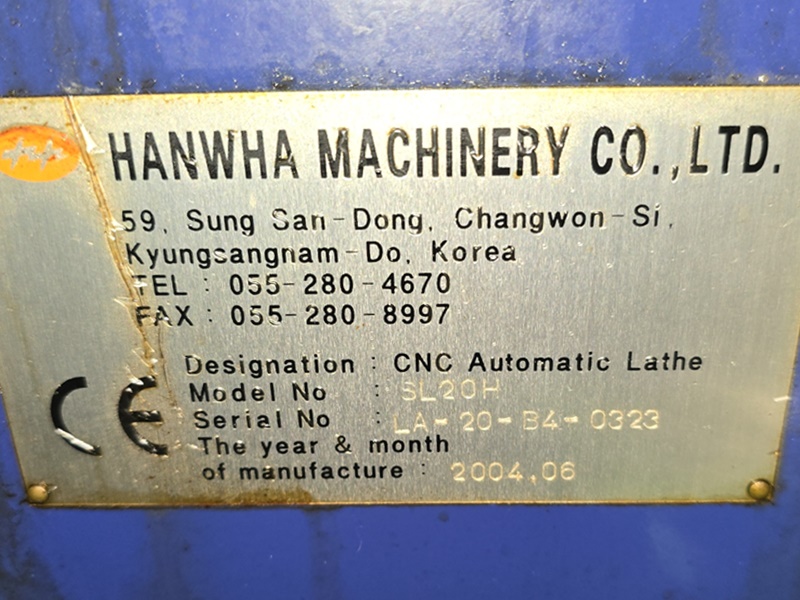 HANWHA MACHINERY CO.,LTD.
59, Sung San-Dong, Changwon-Si,
Kyungsangnam-Do, Korea
TEL : 055-280-4670
FAX : 055-280-8997
CE
Designation : CNC Automatic Lathe
Model No : SL20H
Serial No : LA-20-B4-0323
The year & month
of manufacture : 2004,06